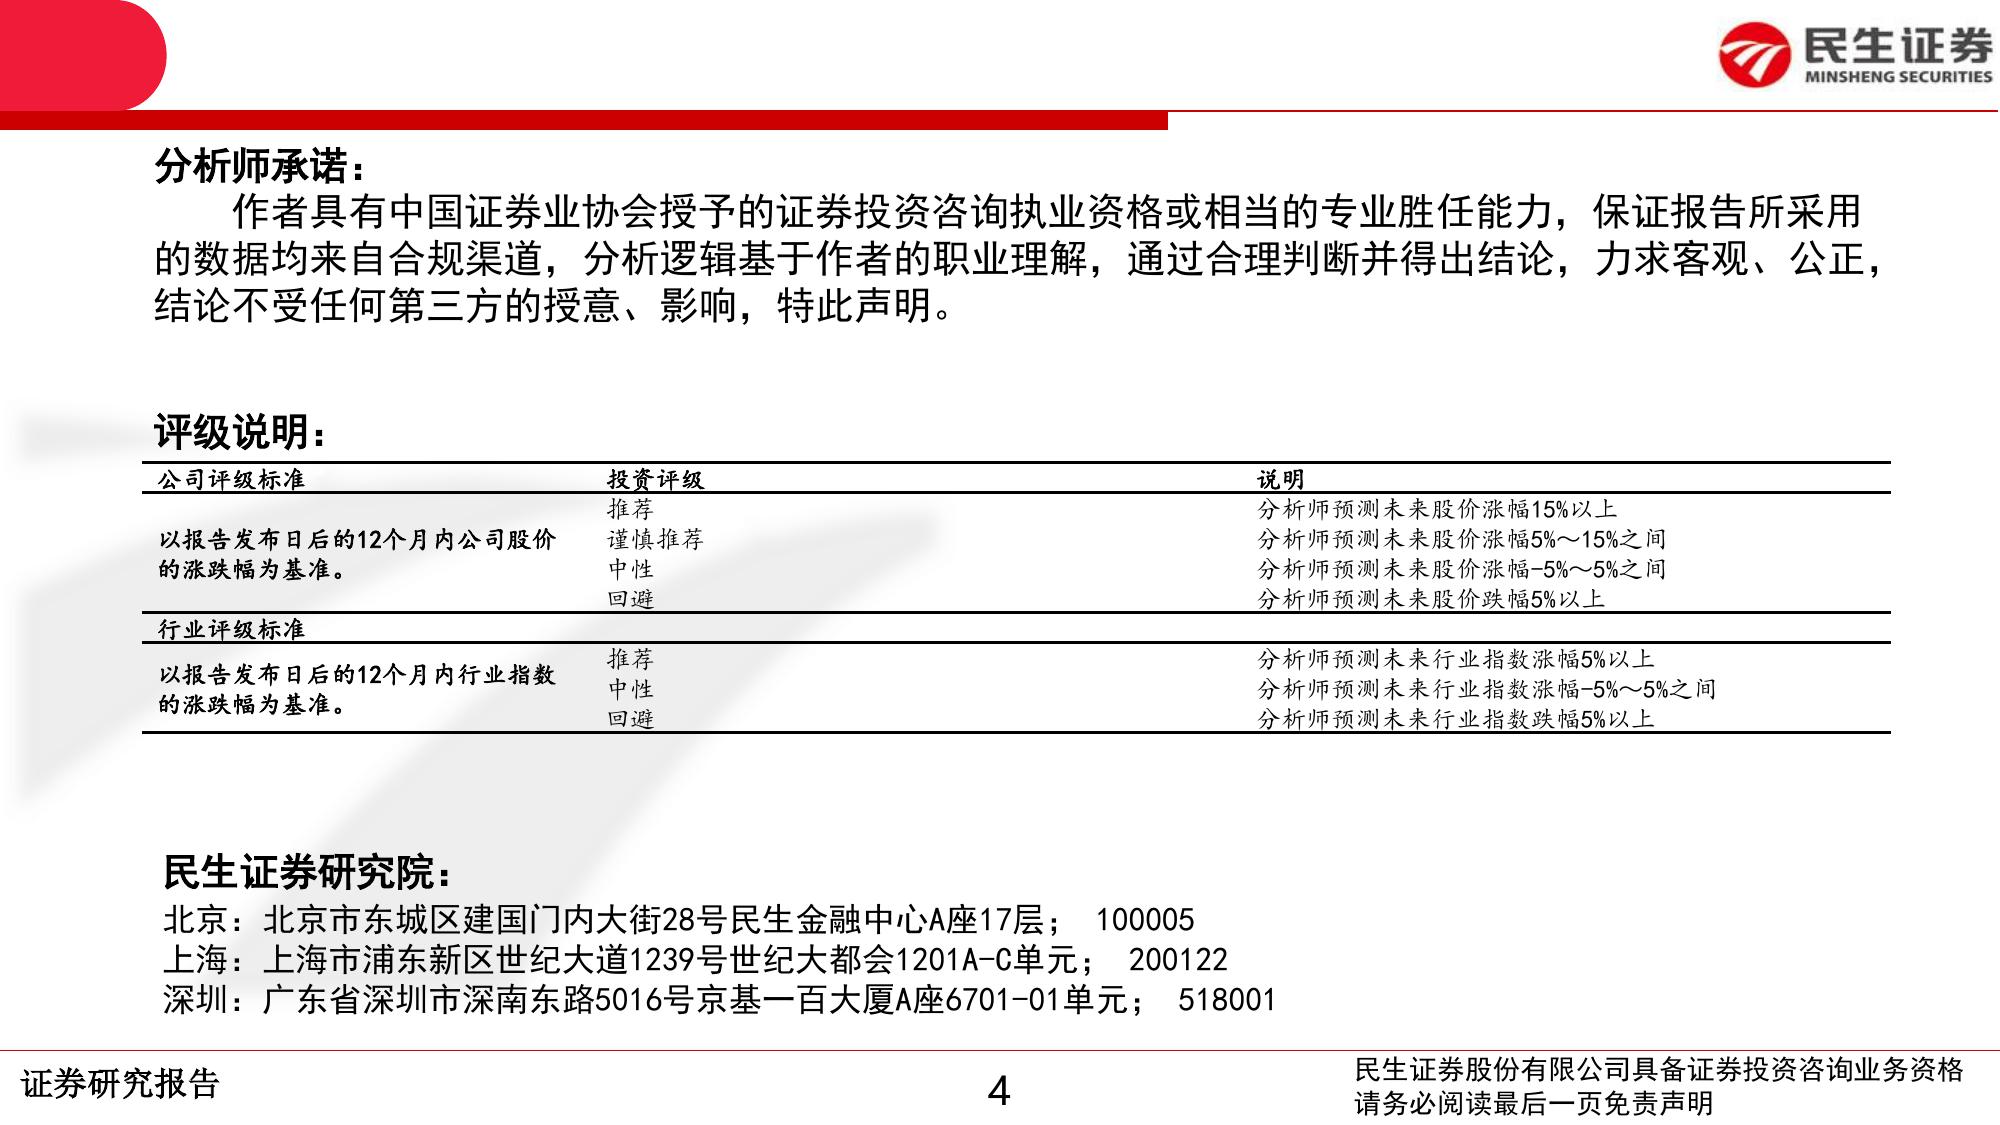 民生证券
MINSHENG SECURITIES
分析师承诺：
作者具有中国证券业协会授予的证券投资咨询执业资格或相当的专业胜任能力，保证报告所采用
的数据均来自合规渠道，分析逻辑基于作者的职业理解，通过合理判断并得出结论，力求客观、公正，
结论不受任何第三方的授意、影响，特此声明。
评级说明：
公司评级标准 投资评级 说明
以报告发布日后的12个月内公司股价
的涨跌幅为基准。
推荐 分析师预测未来股价涨幅15%以上
谨慎推荐 分析师预测未来股价涨幅5%～15%之间
中性 分析师预测未来股价涨幅-5%～5%之间
回避 分析师预测未来股价跌幅5%以上
行业评级标准
以报告发布日后的12个月内行业指数
的涨跌幅为基准。
推荐 分析师预测未来行业指数涨幅5%以上
中性 分析师预测未来行业指数涨幅-5%～5%之间
回避 分析师预测未来行业指数跌幅5%以上
民生证券研究院：
北京：北京市东城区建国门内大街28号民生金融中心A座17层； 100005
上海：上海市浦东新区世纪大道1239号世纪大都会1201A-C单元； 200122
深圳：广东省深圳市深南东路5016号京基一百大厦A座6701-01单元； 518001
证券研究报告
4
民生证券股份有限公司具备证券投资咨询业务资格
请务必阅读最后一页免责声明